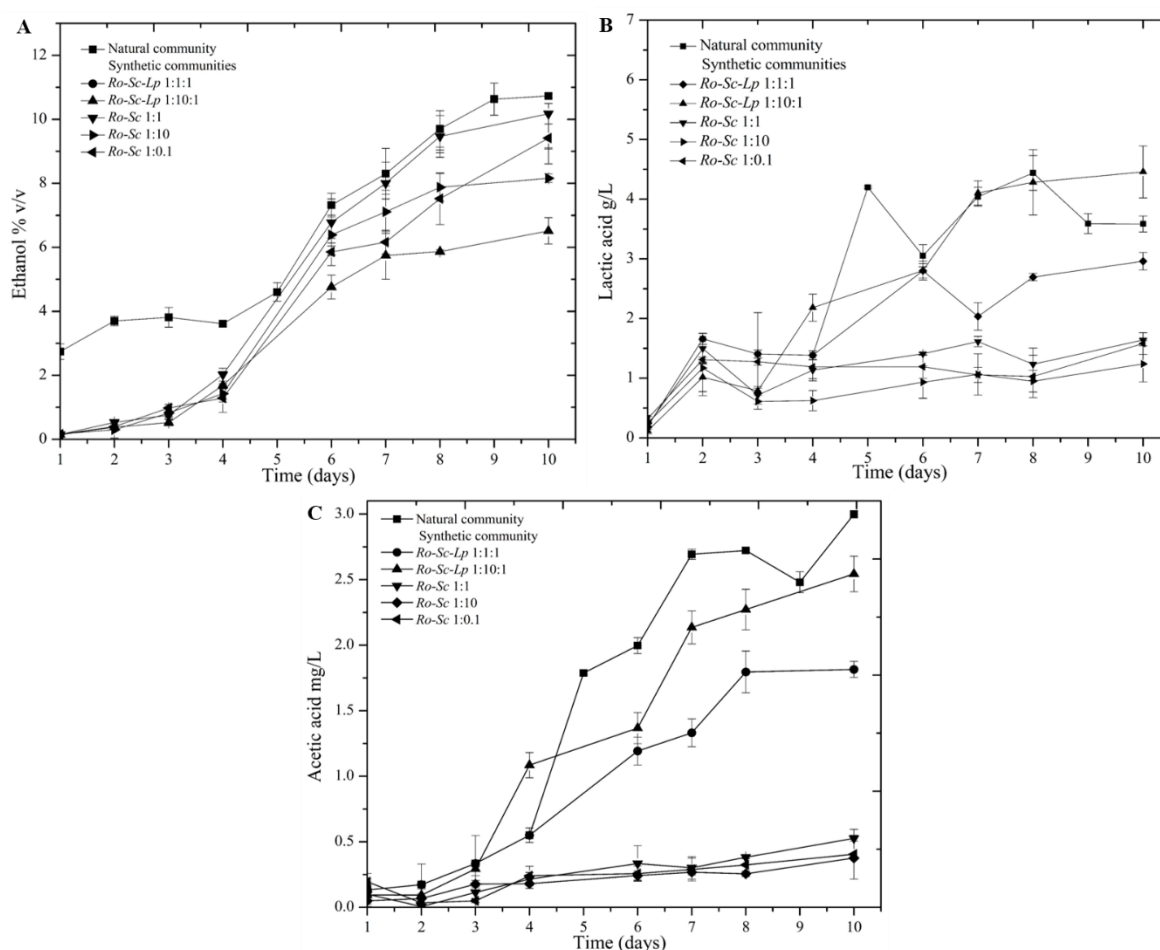 A
Natural community
Synthetic communities
Ro-Sc-Lp 1:1:1
Ro-Sc-Lp 1:10:1
Ro-Sc 1:1
Ro-Sc 1:10
Ro-Sc 1:0.1
Ethanol % v/v
12
10
8
6
4
2
0
1 2 3 4 5 6 7 8 9 10
Time (days)
B
Natural community
Synthetic communities
Ro-Sc-Lp 1:1:1
Ro-Sc-Lp 1:10:1
Ro-Sc 1:1
Ro-Sc 1:10
Ro-Sc 1:0.1
Lactic acid g/L
7
6
5
4
3
2
1
0
1 2 3 4 5 6 7 8 9 10
Time (days)
C
Natural community
Synthetic community
Ro-Sc-Lp 1:1:1
Ro-Sc-Lp 1:10:1
Ro-Sc 1:1
Ro-Sc 1:10
Ro-Sc 1:0.1
Acetic acid mg/L
3.0
2.5
2.0
1.5
1.0
0.5
0.0
1 2 3 4 5 6 7 8 9 10
Time (days)